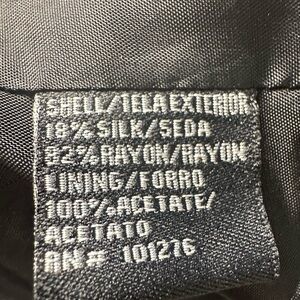 SHELL/TELA EXTERIOR
18% SILK/SEDA
82% RAYON/RAYON
LINING/FORRO
100% ACETATE/
ACETATO
RN# 101276